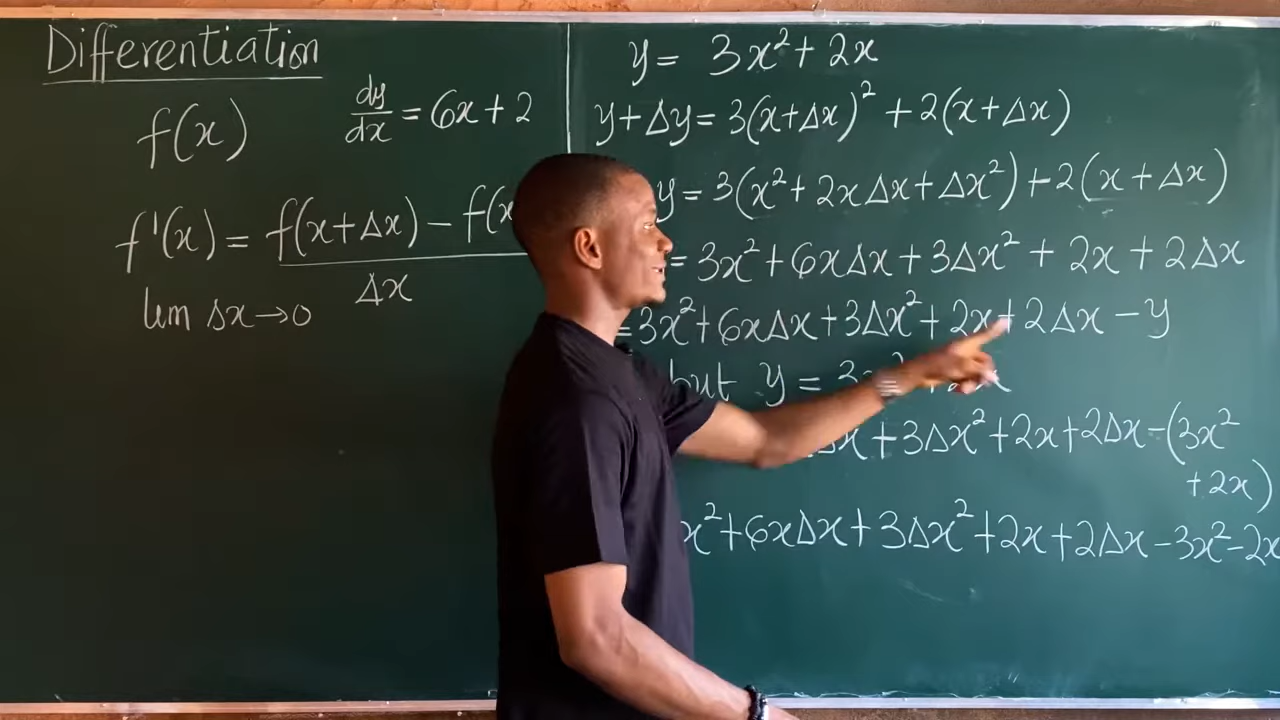 Differentiation
f(x)
dy/dx = 6x + 2
f'(x) = f(x+Δx) − f(x / Δx
lim Δx→0
y = 3x² + 2x
y + Δy = 3(x+Δx)² + 2(x+Δx)
y = 3(x² + 2xΔx + Δx²) + 2(x + Δx)
= 3x² + 6xΔx + 3Δx² + 2x + 2Δx
= 3x² + 6xΔx + 3Δx² + 2x + 2Δx − y
but y =
Δx + 3Δx² + 2x + 2Δx − (3x²
+ 2x)
x² + 6xΔx + 3Δx² + 2x + 2Δx − 3x² − 2x